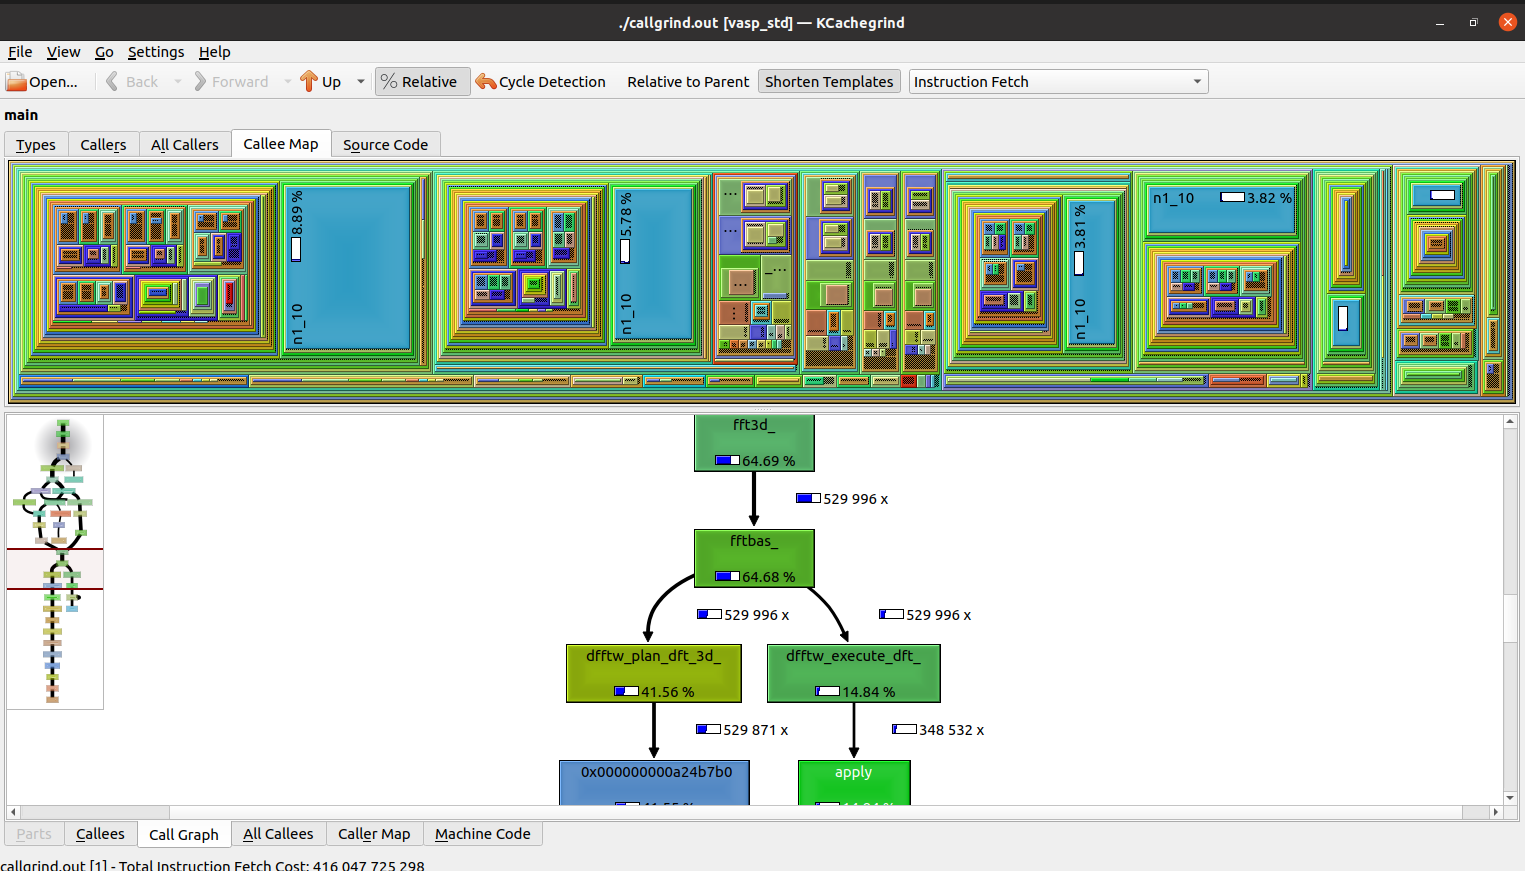 ./callgrind.out [vasp_std] — KCachegrind
File View Go Settings Help
Open... Back Forward Up Relative Cycle Detection Relative to Parent Shorten Templates Instruction Fetch
main
Types Callers All Callers Callee Map Source Code
n1_10 8.89 %
n1_10 5.78 %
...
...
...
_...
n1_10 3.81 %
n1_10 3.82 %
fft3d_
64.69 %
529 996 x
fftbas_
64.68 %
529 996 x
529 996 x
dfftw_plan_dft_3d_
41.56 %
dfftw_execute_dft_
14.84 %
529 871 x
348 532 x
0x000000000a24b7b0
apply
Parts Callees Call Graph All Callees Caller Map Machine Code
callgrind.out [1] - Total Instruction Fetch Cost: 416 047 725 298